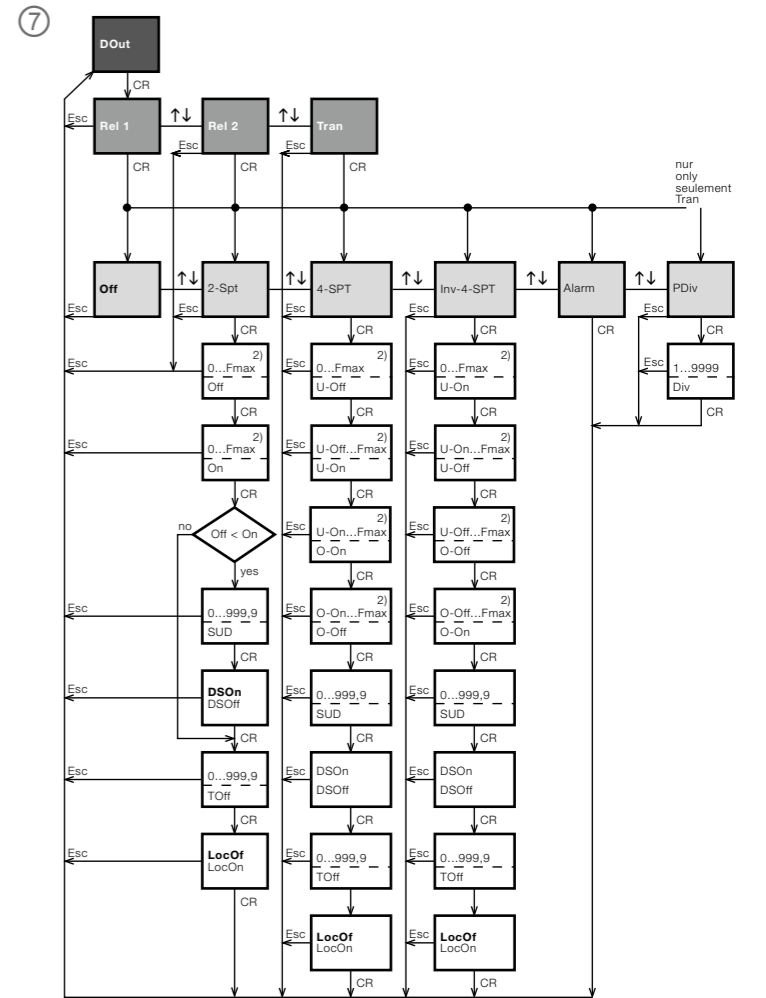 7
DOut
CR
Esc
Rel 1
↑↓
Rel 2
↑↓
Tran
Esc
Esc
CR
CR
CR
nur
only
seulement
Tran
Off
↑↓
2-Spt
↑↓
4-SPT
↑↓
Inv-4-SPT
↑↓
Alarm
↑↓
PDiv
Esc
Esc
Esc
Esc
Esc
CR
CR
CR
CR
CR
Esc
2)
0...Fmax
Off
Esc
2)
0...Fmax
U-Off
Esc
2)
0...Fmax
U-On
Esc
1...9999
Div
CR
CR
CR
CR
Esc
2)
0...Fmax
On
Esc
2)
U-Off...Fmax
U-On
Esc
2)
U-On...Fmax
U-Off
CR
CR
CR
no
Off < On
yes
Esc
2)
U-On...Fmax
O-On
Esc
2)
U-Off...Fmax
O-Off
CR
CR
Esc
0...999,9
SUD
Esc
2)
O-On...Fmax
O-Off
Esc
2)
O-Off...Fmax
O-On
CR
CR
CR
Esc
DSOn
DSOff
Esc
0...999,9
SUD
Esc
0...999,9
SUD
CR
CR
CR
Esc
0...999,9
TOff
Esc
DSOn
DSOff
Esc
DSOn
DSOff
CR
CR
CR
Esc
LocOf
LocOn
Esc
0...999,9
TOff
Esc
0...999,9
TOff
CR
Esc
LocOf
LocOn
Esc
LocOf
LocOn
CR
CR